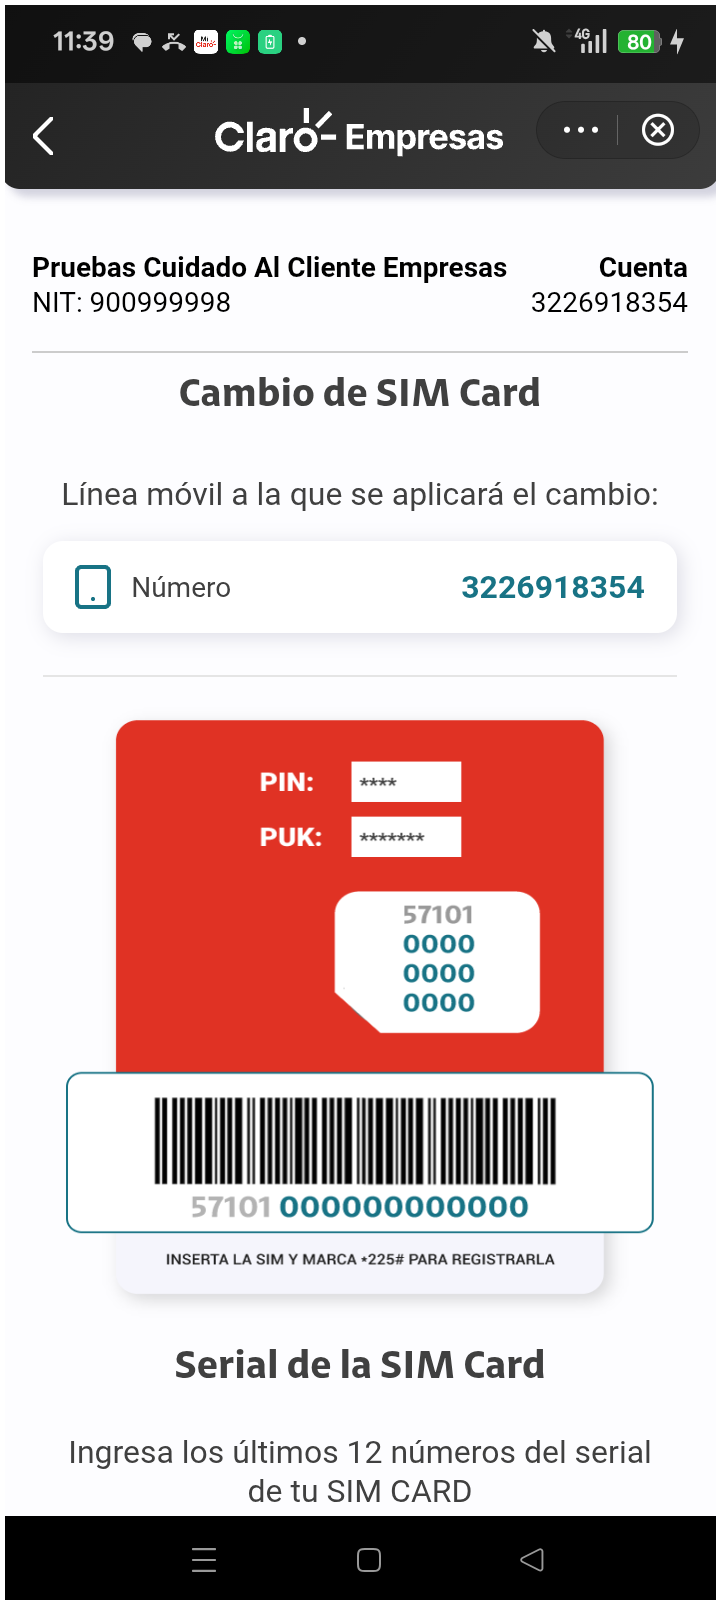 11:39
Mi
Claro
4G
80
Claro- Empresas
Pruebas Cuidado Al Cliente Empresas
Cuenta
NIT: 900999998
3226918354
Cambio de SIM Card
Línea móvil a la que se aplicará el cambio:
Número
3226918354
PIN: ****
PUK: *******
57101
0000
0000
0000
57101 000000000000
INSERTA LA SIM Y MARCA *225# PARA REGISTRARLA
Serial de la SIM Card
Ingresa los últimos 12 números del serial
de tu SIM CARD